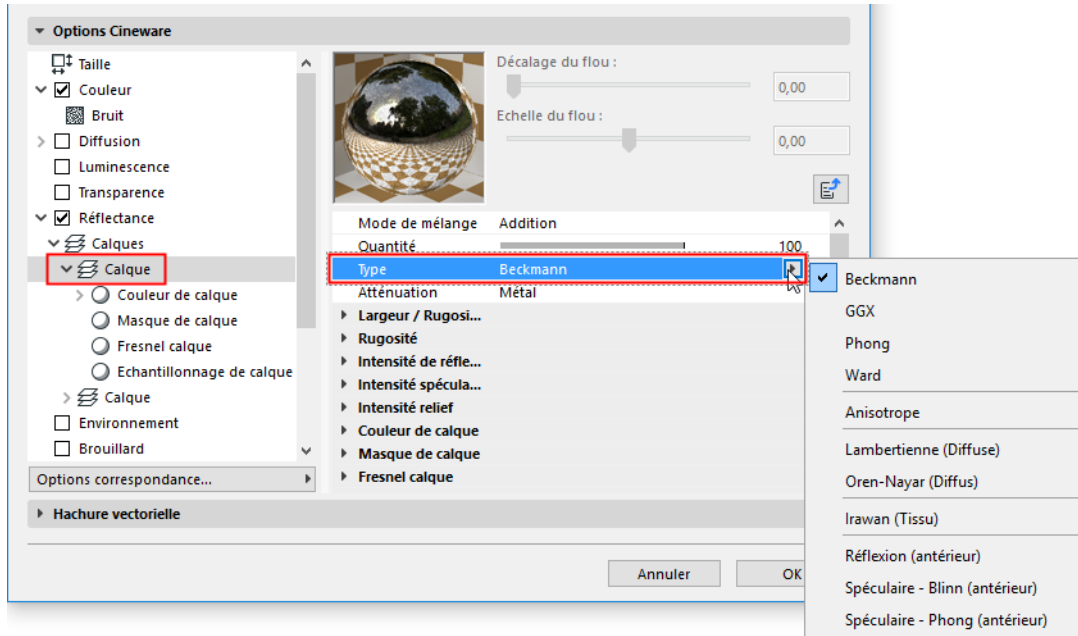 Options Cineware
Taille
Couleur
Bruit
Diffusion
Luminescence
Transparence
Réflectance
Calques
Calque
Couleur de calque
Masque de calque
Fresnel calque
Echantillonnage de calque
Calque
Environnement
Brouillard
Options correspondance...
Décalage du flou :
0,00
Echelle du flou :
0,00
Mode de mélange Addition
Quantité 100
Type Beckmann
Atténuation Métal
Largeur / Rugosi...
Rugosité
Intensité de réfle...
Intensité spécula...
Intensité relief
Couleur de calque
Masque de calque
Fresnel calque
Beckmann
GGX
Phong
Ward
Anisotrope
Lambertienne (Diffuse)
Oren-Nayar (Diffus)
Irawan (Tissu)
Réflexion (antérieur)
Spéculaire - Blinn (antérieur)
Spéculaire - Phong (antérieur)
Hachure vectorielle
Annuler
OK